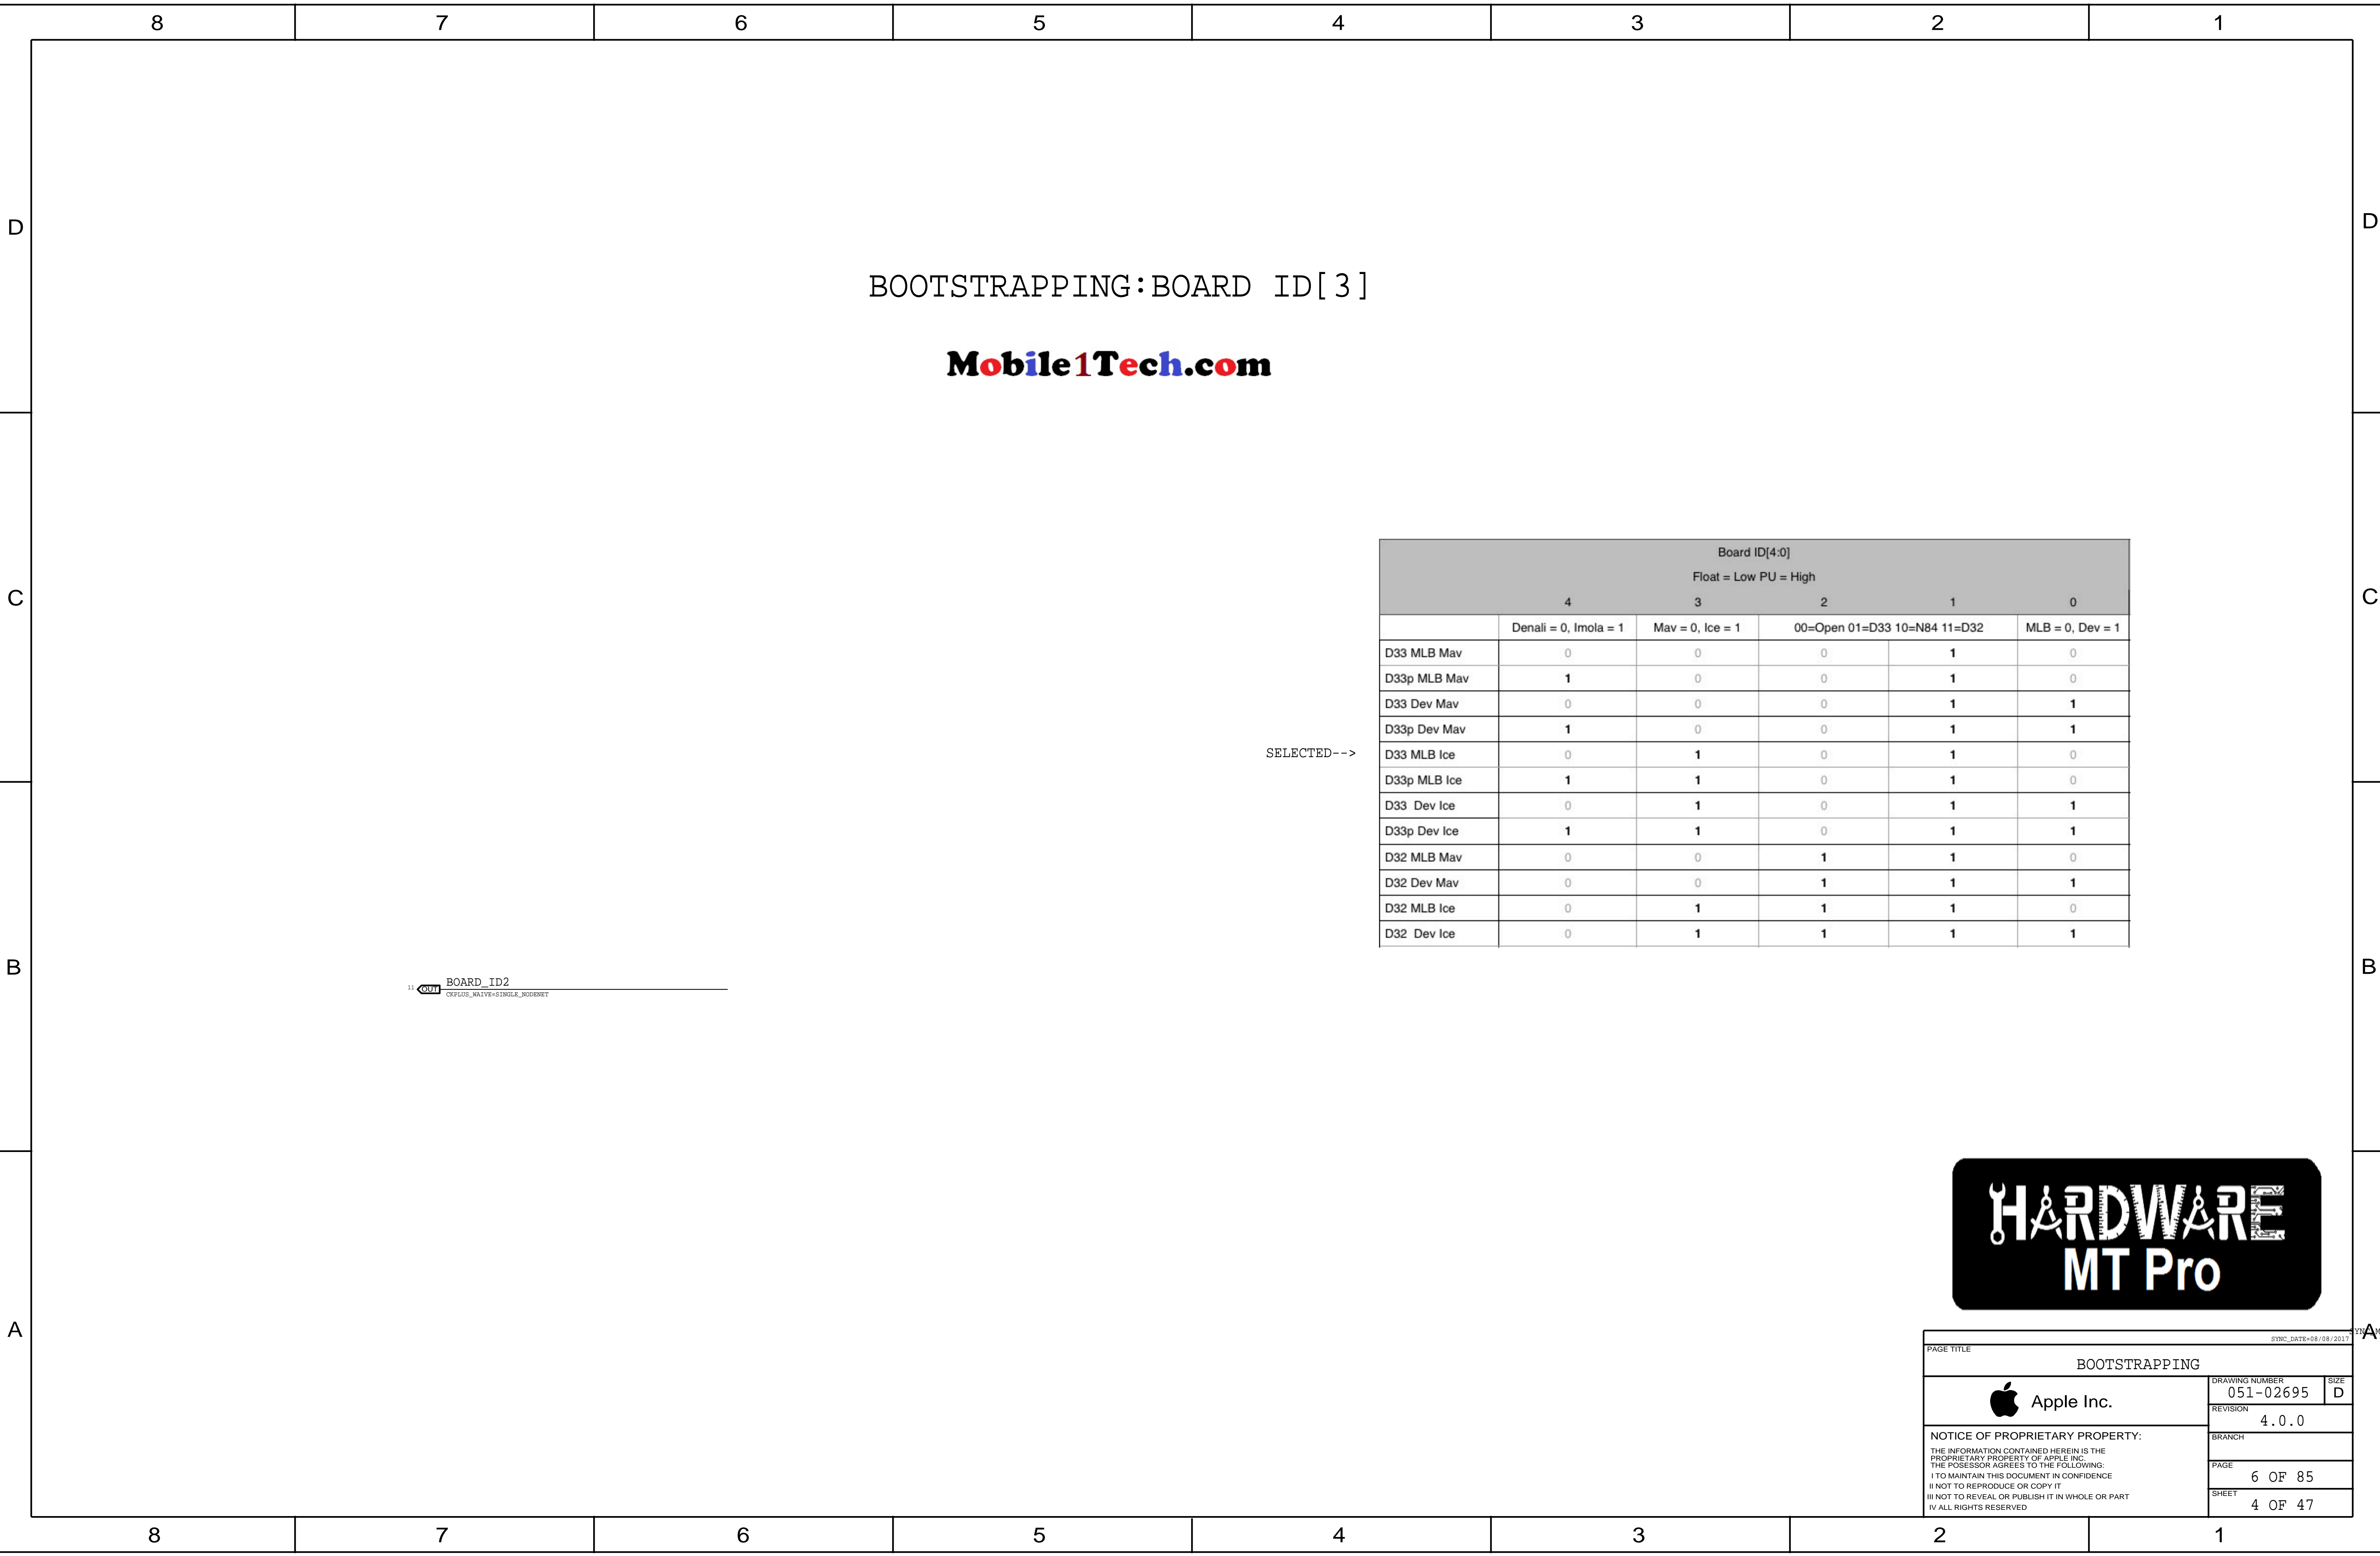 8 7 6 5 4 3 2 1
D D
BOOTSTRAPPING:BOARD ID[3]
Mobile1Tech.com
C C
Board ID[4:0]
Float = Low PU = High
4 3 2 1 0
Denali = 0, Imola = 1 Mav = 0, Ice = 1 00=Open 01=D33 10=N84 11=D32 MLB = 0, Dev = 1
D33 MLB Mav 0 0 0 1 0
D33p MLB Mav 1 0 0 1 0
D33 Dev Mav 0 0 0 1 1
D33p Dev Mav 1 0 0 1 1
SELECTED--> D33 MLB Ice 0 1 0 1 0
D33p MLB Ice 1 1 0 1 0
D33 Dev Ice 0 1 0 1 1
D33p Dev Ice 1 1 0 1 1
D32 MLB Mav 0 0 1 1 0
D32 Dev Mav 0 0 1 1 1
D32 MLB Ice 0 1 1 1 0
D32 Dev Ice 0 1 1 1 1
B B
11 OUT BOARD_ID2
CKPLUS_WAIVE=SINGLE_NODENET
HARDWARE
MT Pro
A A
SYNC_DATE=08/08/2017
PAGE TITLE
BOOTSTRAPPING
Apple Inc.
DRAWING NUMBER
051-02695
SIZE
D
REVISION
4.0.0
NOTICE OF PROPRIETARY PROPERTY:
THE INFORMATION CONTAINED HEREIN IS THE
PROPRIETARY PROPERTY OF APPLE INC.
THE POSESSOR AGREES TO THE FOLLOWING:
I TO MAINTAIN THIS DOCUMENT IN CONFIDENCE
II NOT TO REPRODUCE OR COPY IT
III NOT TO REVEAL OR PUBLISH IT IN WHOLE OR PART
IV ALL RIGHTS RESERVED
BRANCH
PAGE
6 OF 85
SHEET
4 OF 47
8 7 6 5 4 3 2 1